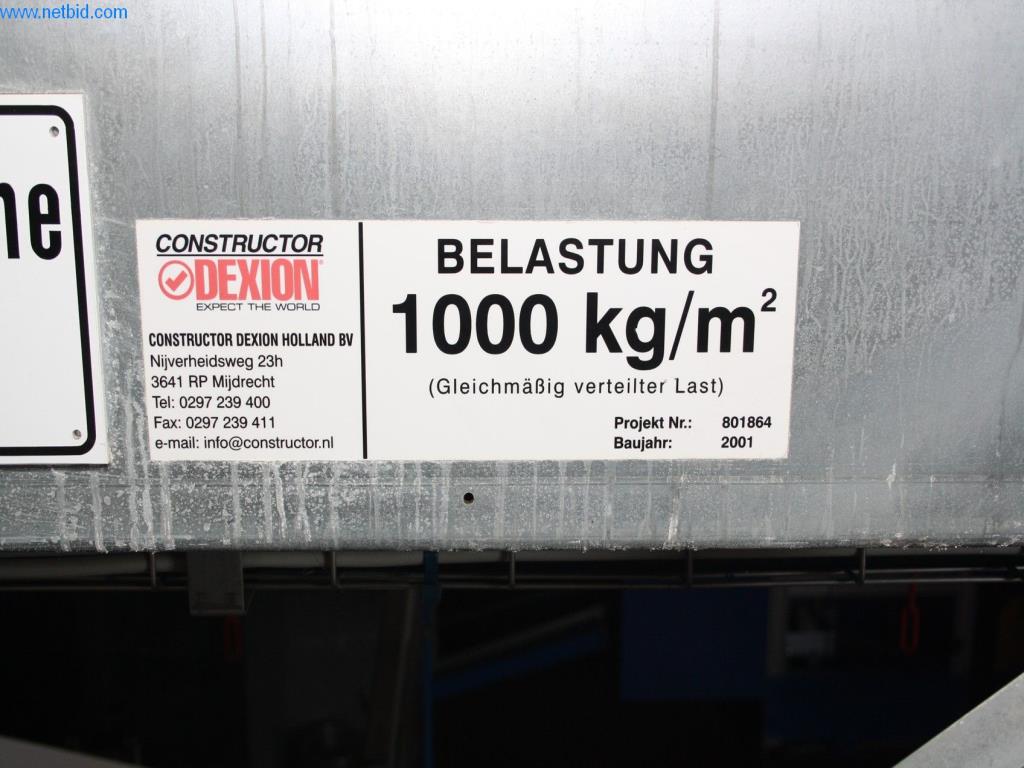 www.netbid.com
ne
CONSTRUCTOR
DEXION
EXPECT THE WORLD
CONSTRUCTOR DEXION HOLLAND BV
Nijverheidsweg 23h
3641 RP Mijdrecht
Tel: 0297 239 400
Fax: 0297 239 411
e-mail: info@constructor.nl
BELASTUNG
1000 kg/m²
(Gleichmäßig verteilter Last)
Projekt Nr.: 801864
Baujahr: 2001